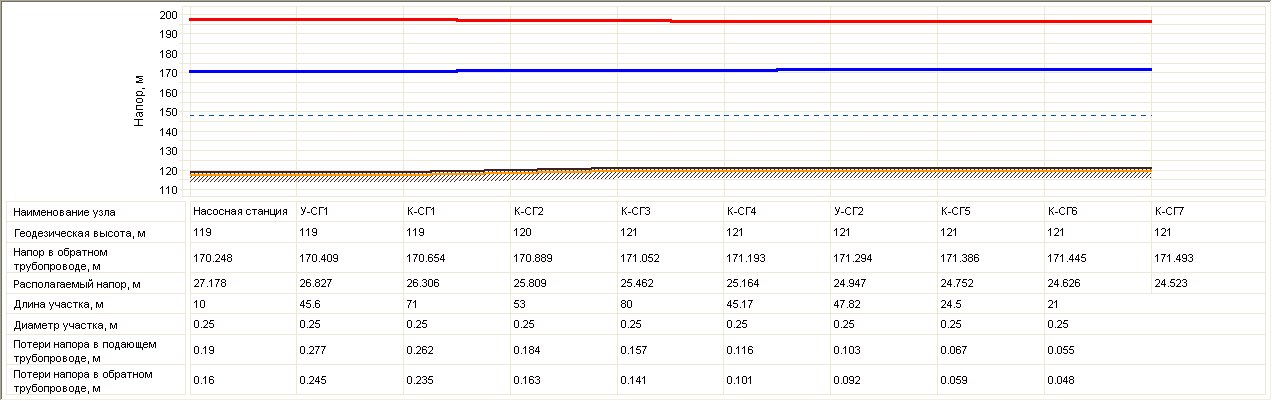 200
190
180
170
160
150
140
130
120
110
Напор, м
Наименование узла Насосная станция У-СГ1 К-СГ1 К-СГ2 К-СГ3 К-СГ4 У-СГ2 К-СГ5 К-СГ6 К-СГ7
Геодезическая высота, м 119 119 119 120 121 121 121 121 121 121
Напор в обратном
трубопроводе, м 170.248 170.409 170.654 170.889 171.052 171.193 171.294 171.386 171.445 171.493
Располагаемый напор, м 27.178 26.827 26.306 25.809 25.462 25.164 24.947 24.752 24.626 24.523
Длина участка, м 10 45.6 71 53 80 45.17 47.82 24.5 21
Диаметр участка, м 0.25 0.25 0.25 0.25 0.25 0.25 0.25 0.25 0.25
Потери напора в подающем
трубопроводе, м 0.19 0.277 0.262 0.184 0.157 0.116 0.103 0.067 0.055
Потери напора в обратном
трубопроводе, м 0.16 0.245 0.235 0.163 0.141 0.101 0.092 0.059 0.048